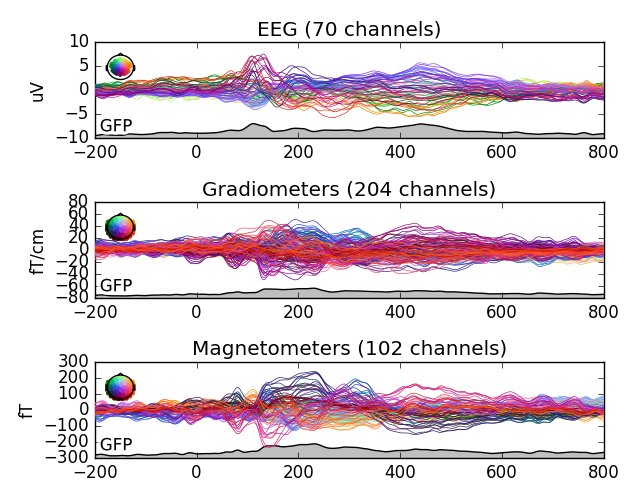 EEG (70 channels)
10
5
0
−5
−10
uV
GFP
−200 0 200 400 600 800
Gradiometers (204 channels)
80
60
40
20
0
−20
−40
−60
−80
fT/cm
GFP
−200 0 200 400 600 800
Magnetometers (102 channels)
300
200
100
0
−100
−200
−300
fT
GFP
−200 0 200 400 600 800